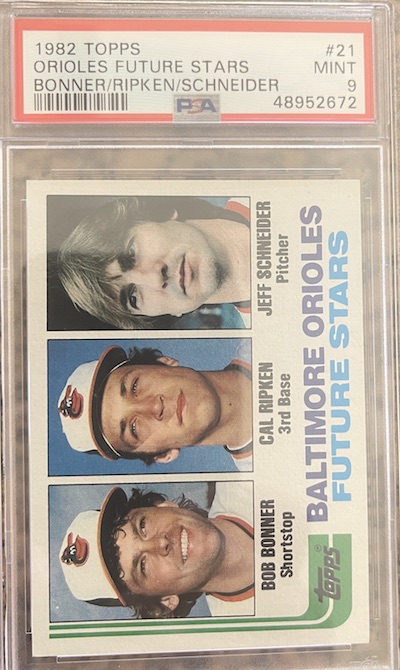 1982 TOPPS #21
ORIOLES FUTURE STARS MINT
BONNER/RIPKEN/SCHNEIDER 9
PSA 48952672
BOB BONNER
Shortstop
CAL RIPKEN
3rd Base
JEFF SCHNEIDER
Pitcher
TOPPS®
BALTIMORE ORIOLES
FUTURE STARS